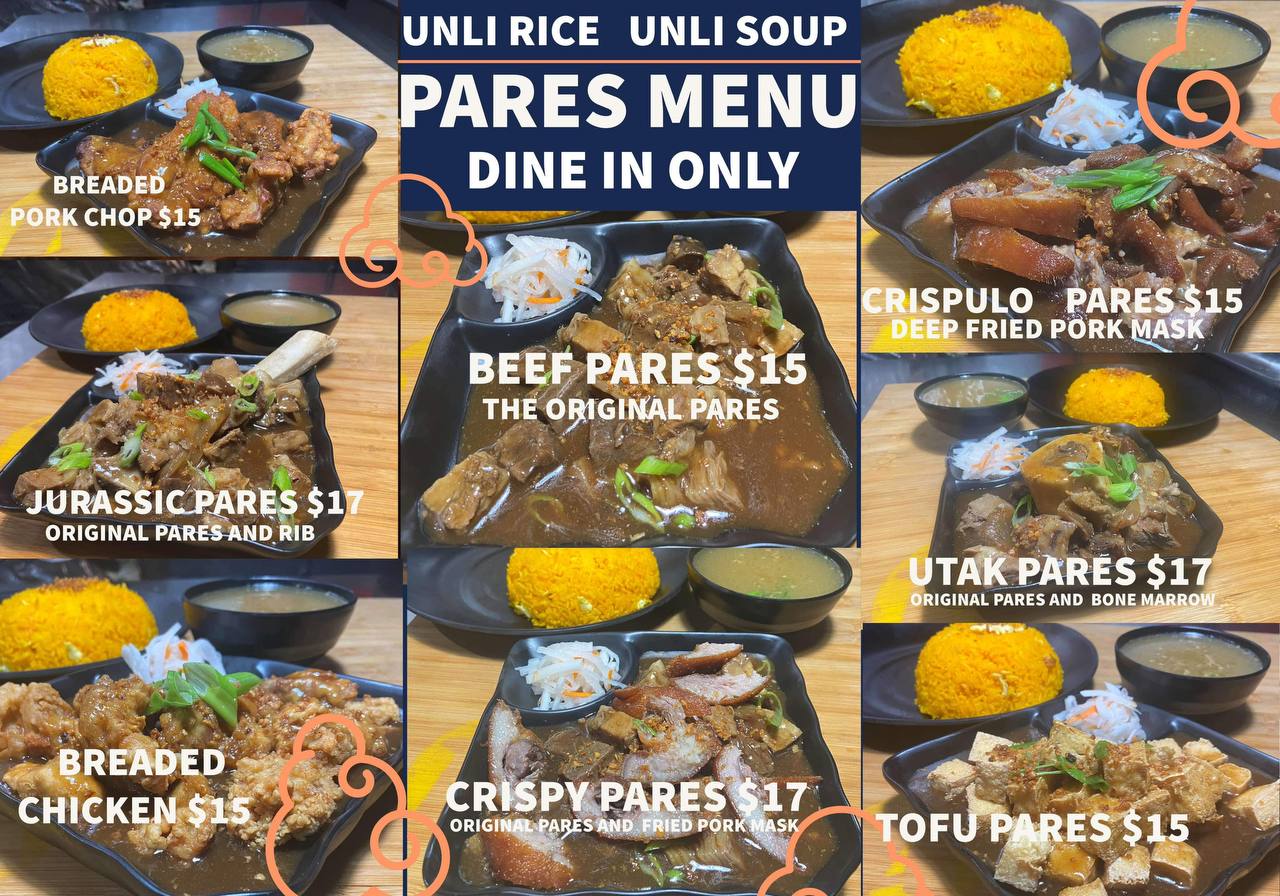 UNLI RICE UNLI SOUP
PARES MENU
DINE IN ONLY
BREADED
PORK CHOP $15
JURASSIC PARES $17
ORIGINAL PARES AND RIB
BREADED
CHICKEN $15
BEEF PARES $15
THE ORIGINAL PARES
CRISPY PARES $17
ORIGINAL PARES AND FRIED PORK MASK
CRISPULO PARES $15
DEEP FRIED PORK MASK
UTAK PARES $17
ORIGINAL PARES AND BONE MARROW
TOFU PARES $15